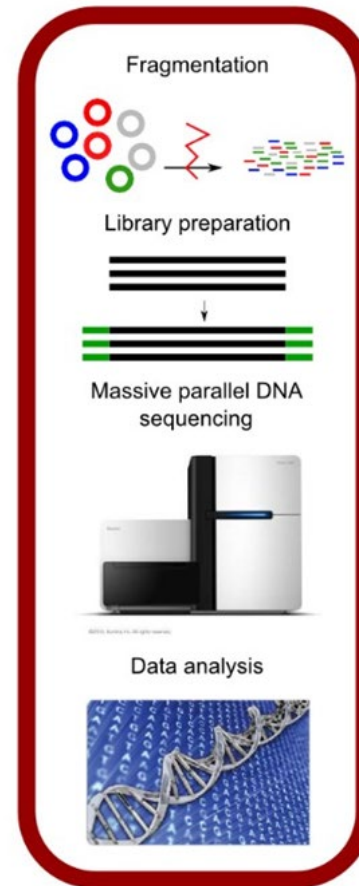 Fragmentation
Library preparation
Massive parallel DNA
sequencing
Data analysis